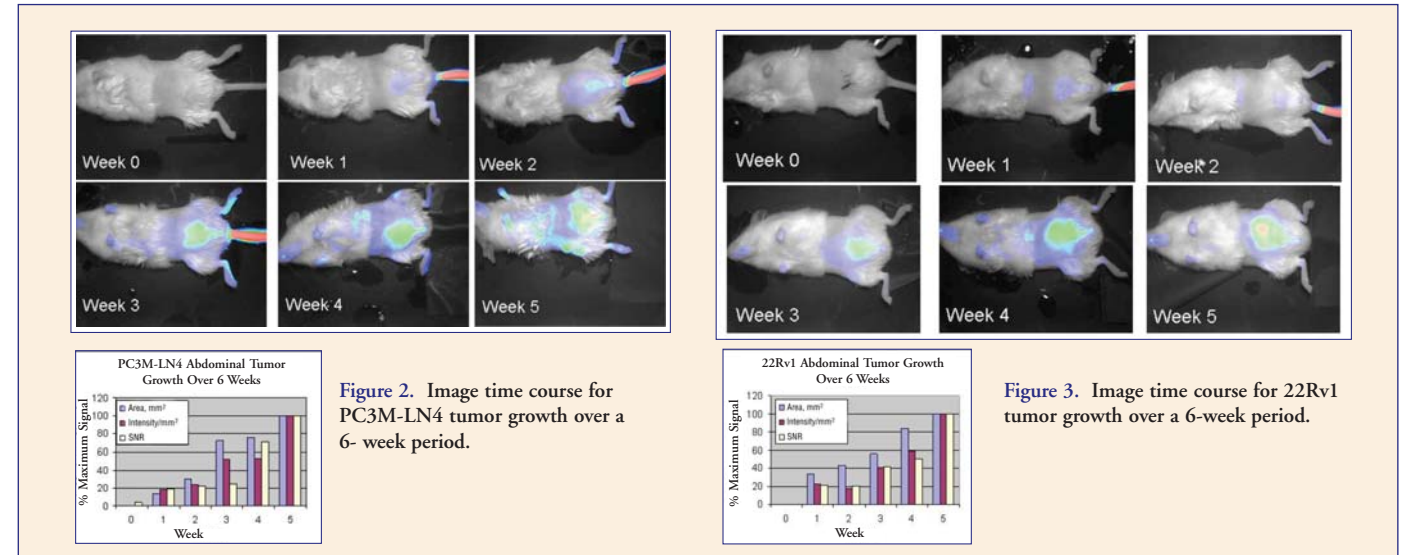 Week 0
Week 1
Week 2
Week 3
Week 4
Week 5
PC3M-LN4 Abdominal Tumor
Growth Over 6 Weeks
% Maximum Signal
120
100
80
60
40
20
0
Area, mm²
Intensity/mm²
SNR
0 1 2 3 4 5
Week
Figure 2. Image time course for
PC3M-LN4 tumor growth over a
6- week period.
Week 0
Week 1
Week 2
Week 3
Week 4
Week 5
22Rv1 Abdominal Tumor Growth
Over 6 Weeks
% Maximum Signal
120
100
80
60
40
20
0
Area, mm²
Intensity/mm²
SNR
0 1 2 3 4 5
Week
Figure 3. Image time course for 22Rv1
tumor growth over a 6-week period.